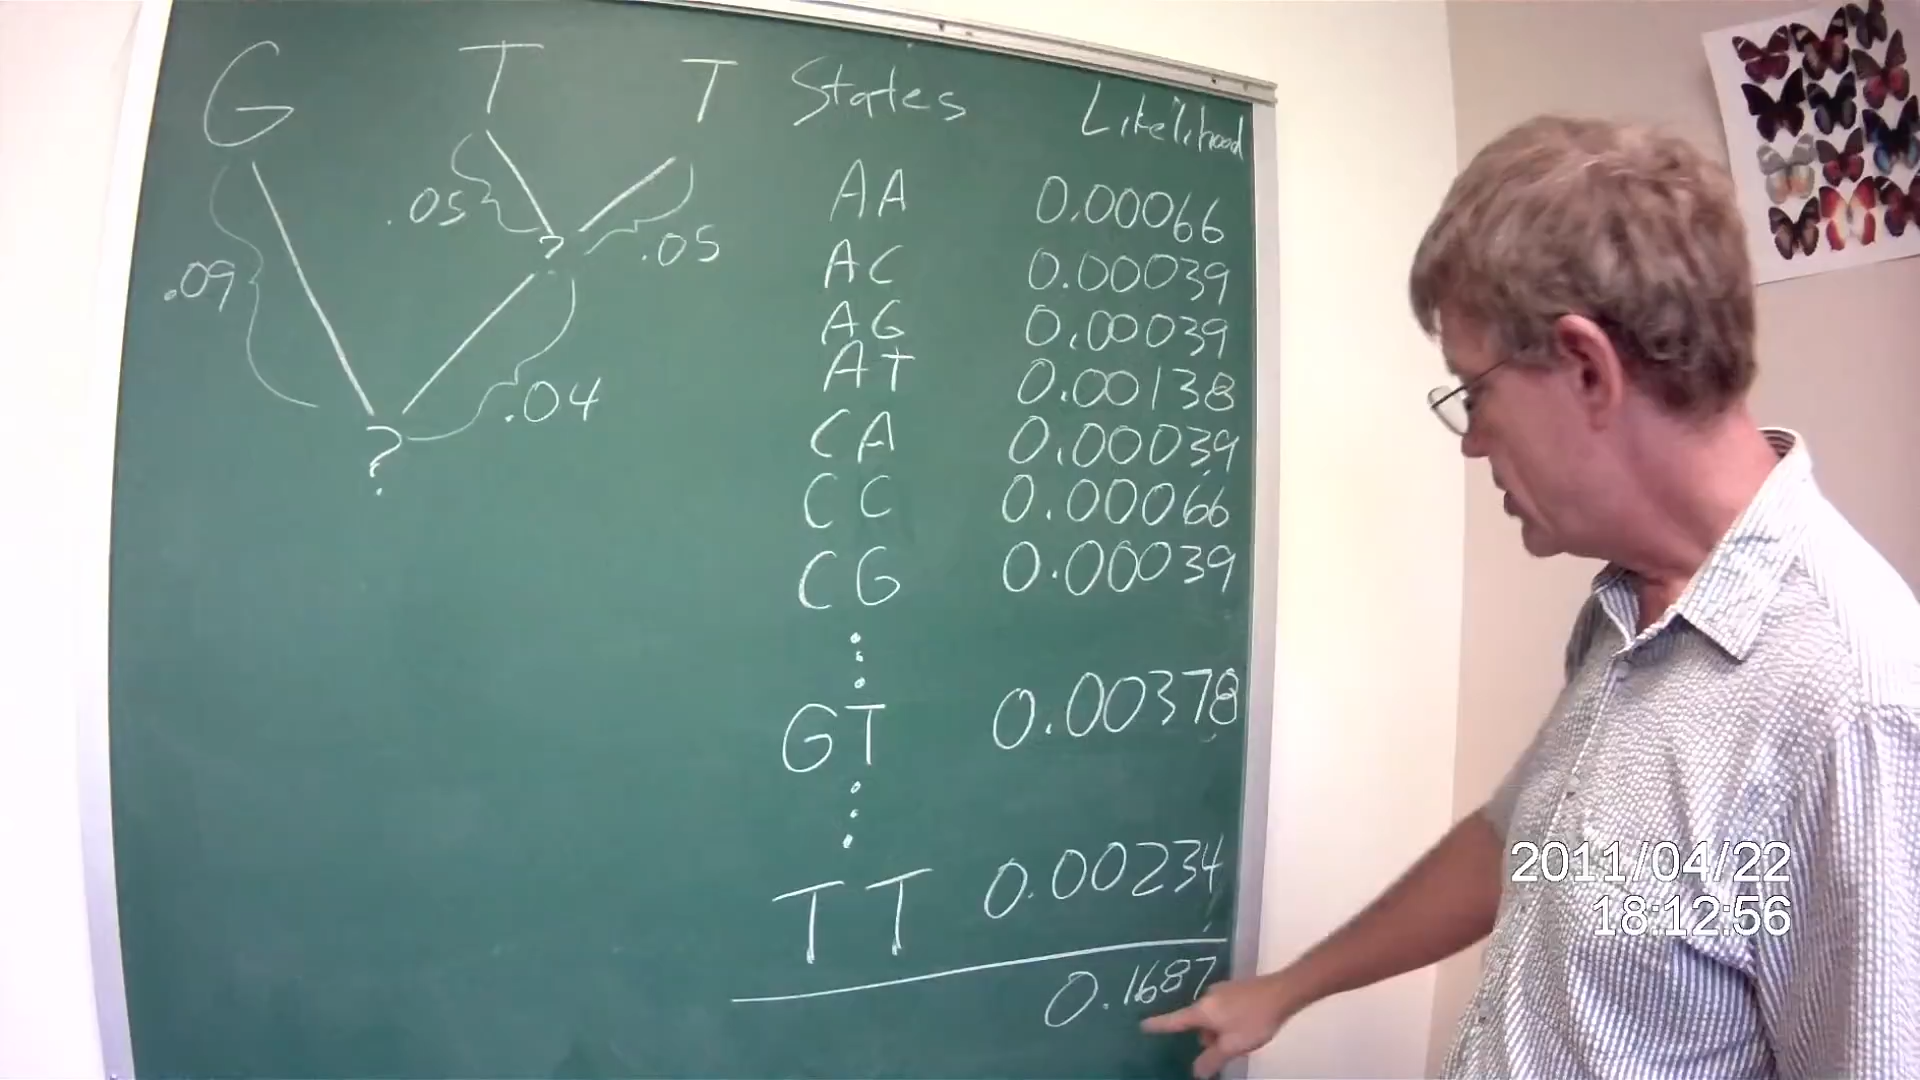 G T T
.05
.05
?
.09
.04
?
States Likelihood
AA 0.00066
AC 0.00039
AG 0.00039
AT 0.00138
CA 0.00039
CC 0.00066
CG 0.00039
GT 0.00378
TT 0.00234
0.1687
2011/04/22
18:12:56